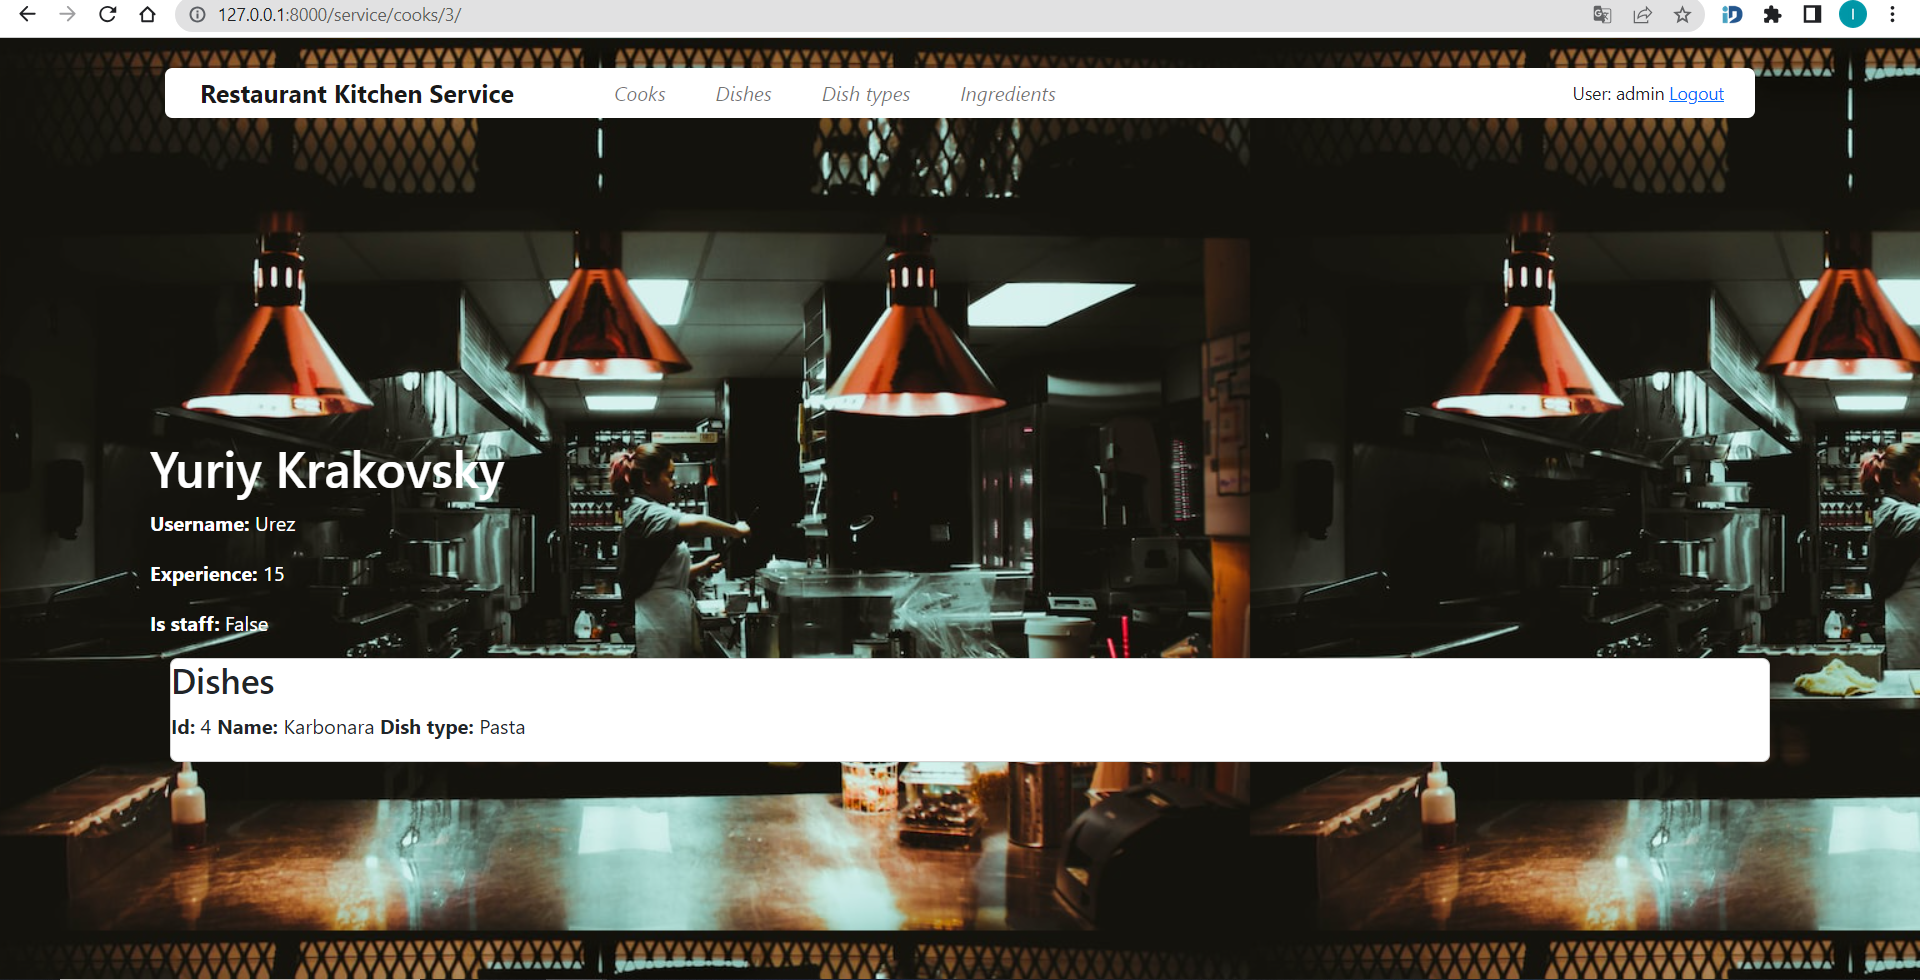 127.0.0.1:8000/service/cooks/3/
Restaurant Kitchen Service Cooks Dishes Dish types Ingredients User: admin Logout
Yuriy Krakovsky
Username: Urez
Experience: 15
Is staff: False
Dishes
Id: 4 Name: Karbonara Dish type: Pasta